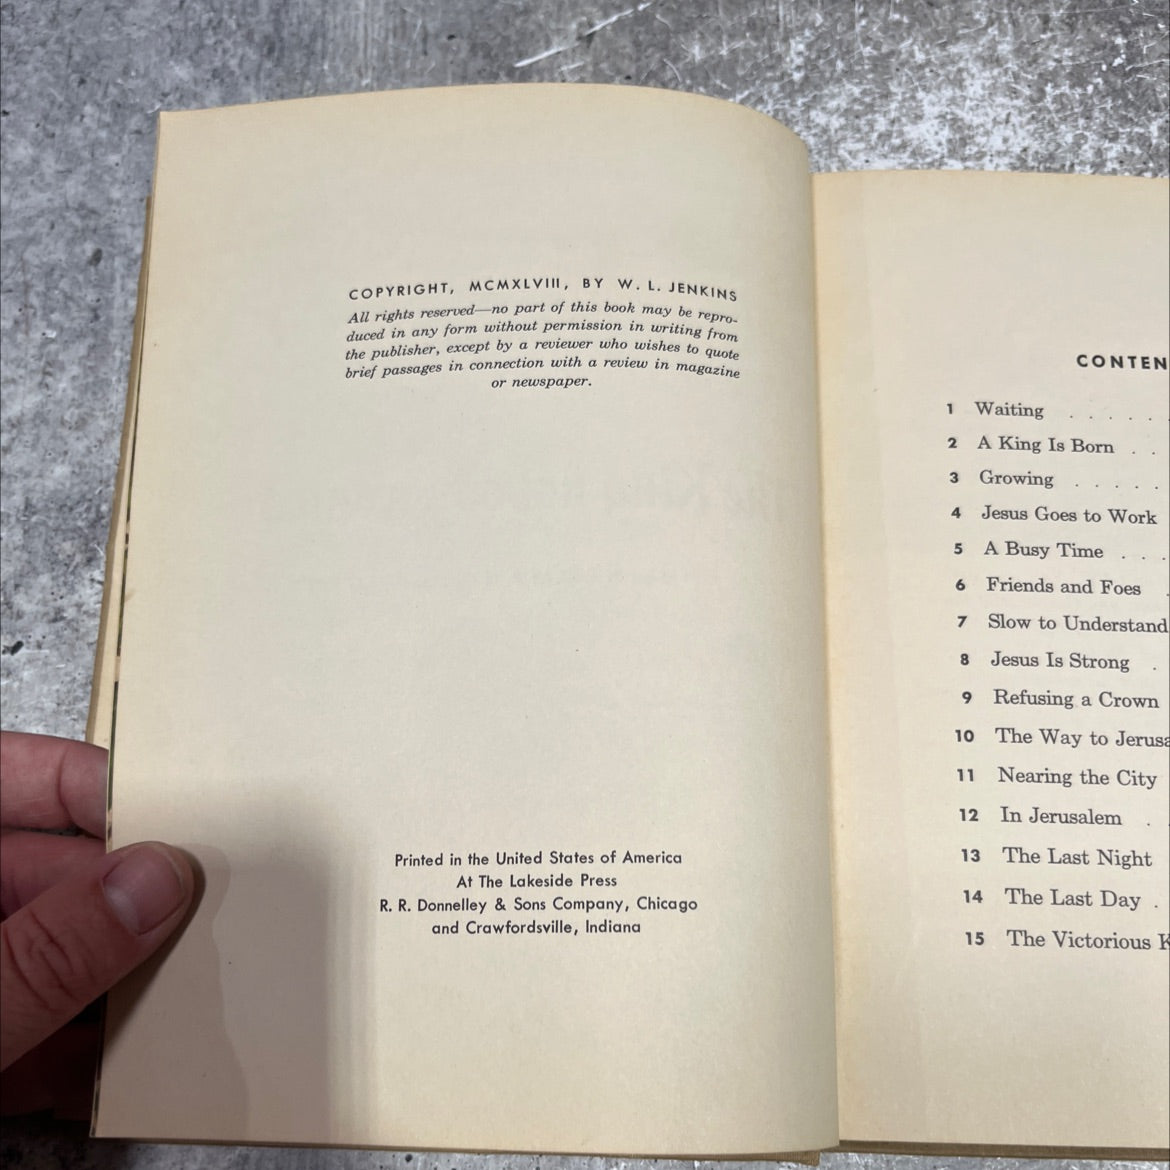 COPYRIGHT, MCMXLVIII, BY W. L. JENKINS
All rights reserved—no part of this book may be repro-
duced in any form without permission in writing from
the publisher, except by a reviewer who wishes to quote
brief passages in connection with a review in magazine
or newspaper.
Printed in the United States of America
At The Lakeside Press
R. R. Donnelley & Sons Company, Chicago
and Crawfordsville, Indiana
CONTEN
1 Waiting . . . . .
2 A King Is Born . .
3 Growing . . . . .
4 Jesus Goes to Work
5 A Busy Time . . .
6 Friends and Foes .
7 Slow to Understand
8 Jesus Is Strong .
9 Refusing a Crown
10 The Way to Jerusa
11 Nearing the City
12 In Jerusalem .
13 The Last Night
14 The Last Day .
15 The Victorious K